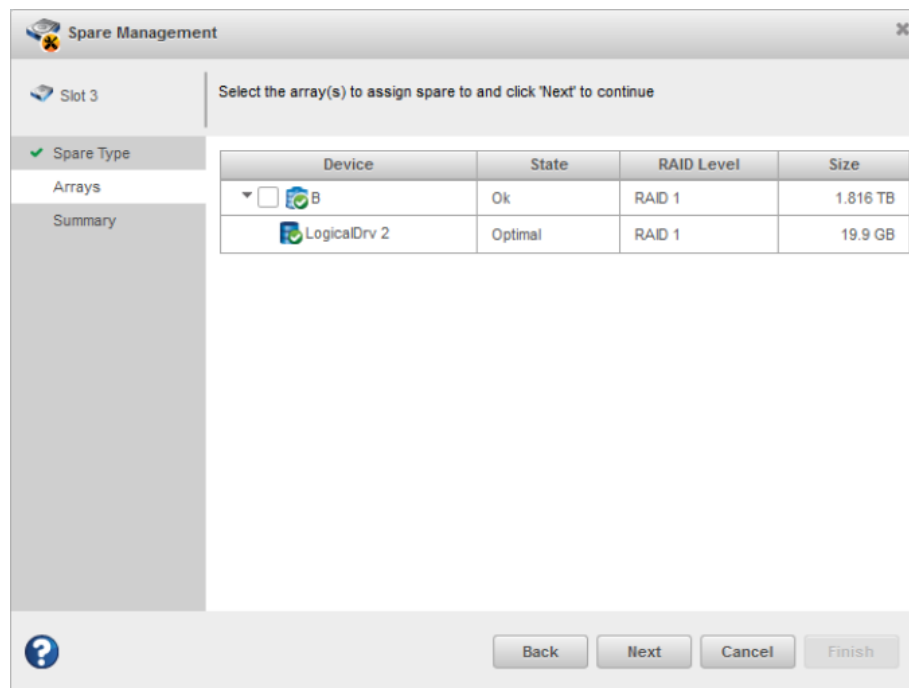 Spare Management
Slot 3
Select the array(s) to assign spare to and click 'Next' to continue
Spare Type
Arrays
Summary
Device State RAID Level Size
B Ok RAID 1 1.816 TB
LogicalDrv 2 Optimal RAID 1 19.9 GB
Back Next Cancel Finish